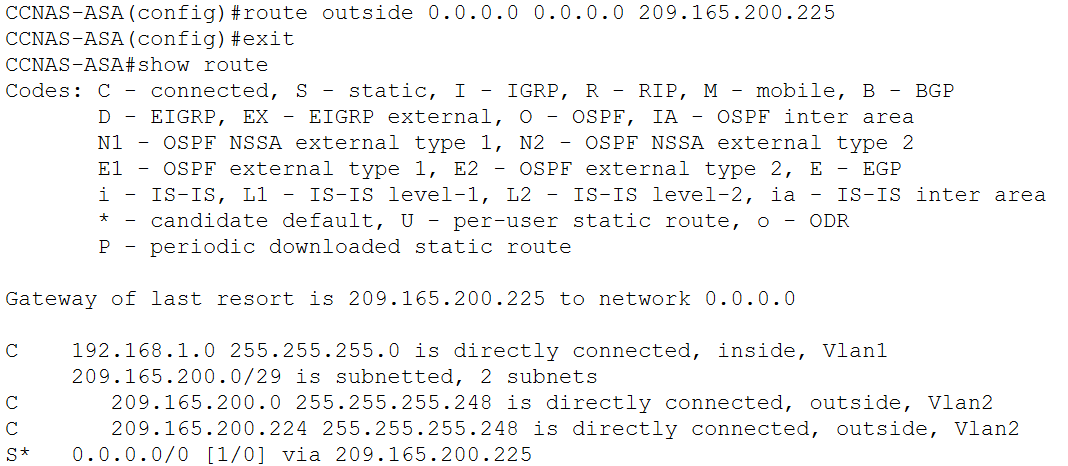 CCNAS-ASA(config)#route outside 0.0.0.0 0.0.0.0 209.165.200.225
CCNAS-ASA(config)#exit
CCNAS-ASA#show route
Codes: C - connected, S - static, I - IGRP, R - RIP, M - mobile, B - BGP
       D - EIGRP, EX - EIGRP external, O - OSPF, IA - OSPF inter area
       N1 - OSPF NSSA external type 1, N2 - OSPF NSSA external type 2
       E1 - OSPF external type 1, E2 - OSPF external type 2, E - EGP
       i - IS-IS, L1 - IS-IS level-1, L2 - IS-IS level-2, ia - IS-IS inter area
       * - candidate default, U - per-user static route, o - ODR
       P - periodic downloaded static route

Gateway of last resort is 209.165.200.225 to network 0.0.0.0

C    192.168.1.0 255.255.255.0 is directly connected, inside, Vlan1
     209.165.200.0/29 is subnetted, 2 subnets
C       209.165.200.0 255.255.255.248 is directly connected, outside, Vlan2
C       209.165.200.224 255.255.255.248 is directly connected, outside, Vlan2
S*   0.0.0.0/0 [1/0] via 209.165.200.225